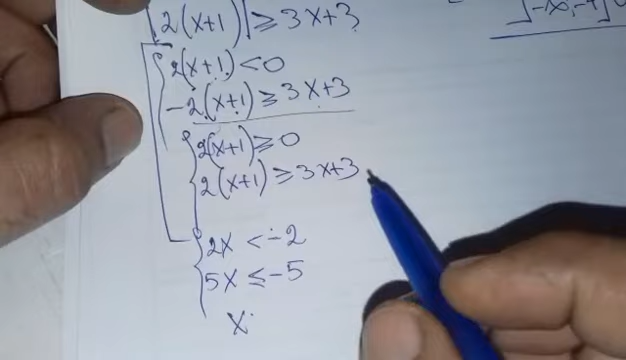 |2(x+1)| ≥ 3x+3
]-∞,-1]
2(x+1) < 0
-2(x+1) ≥ 3x+3
2(x+1) ≥ 0
2(x+1) ≥ 3x+3
2x < -2
5x ≤ -5
x